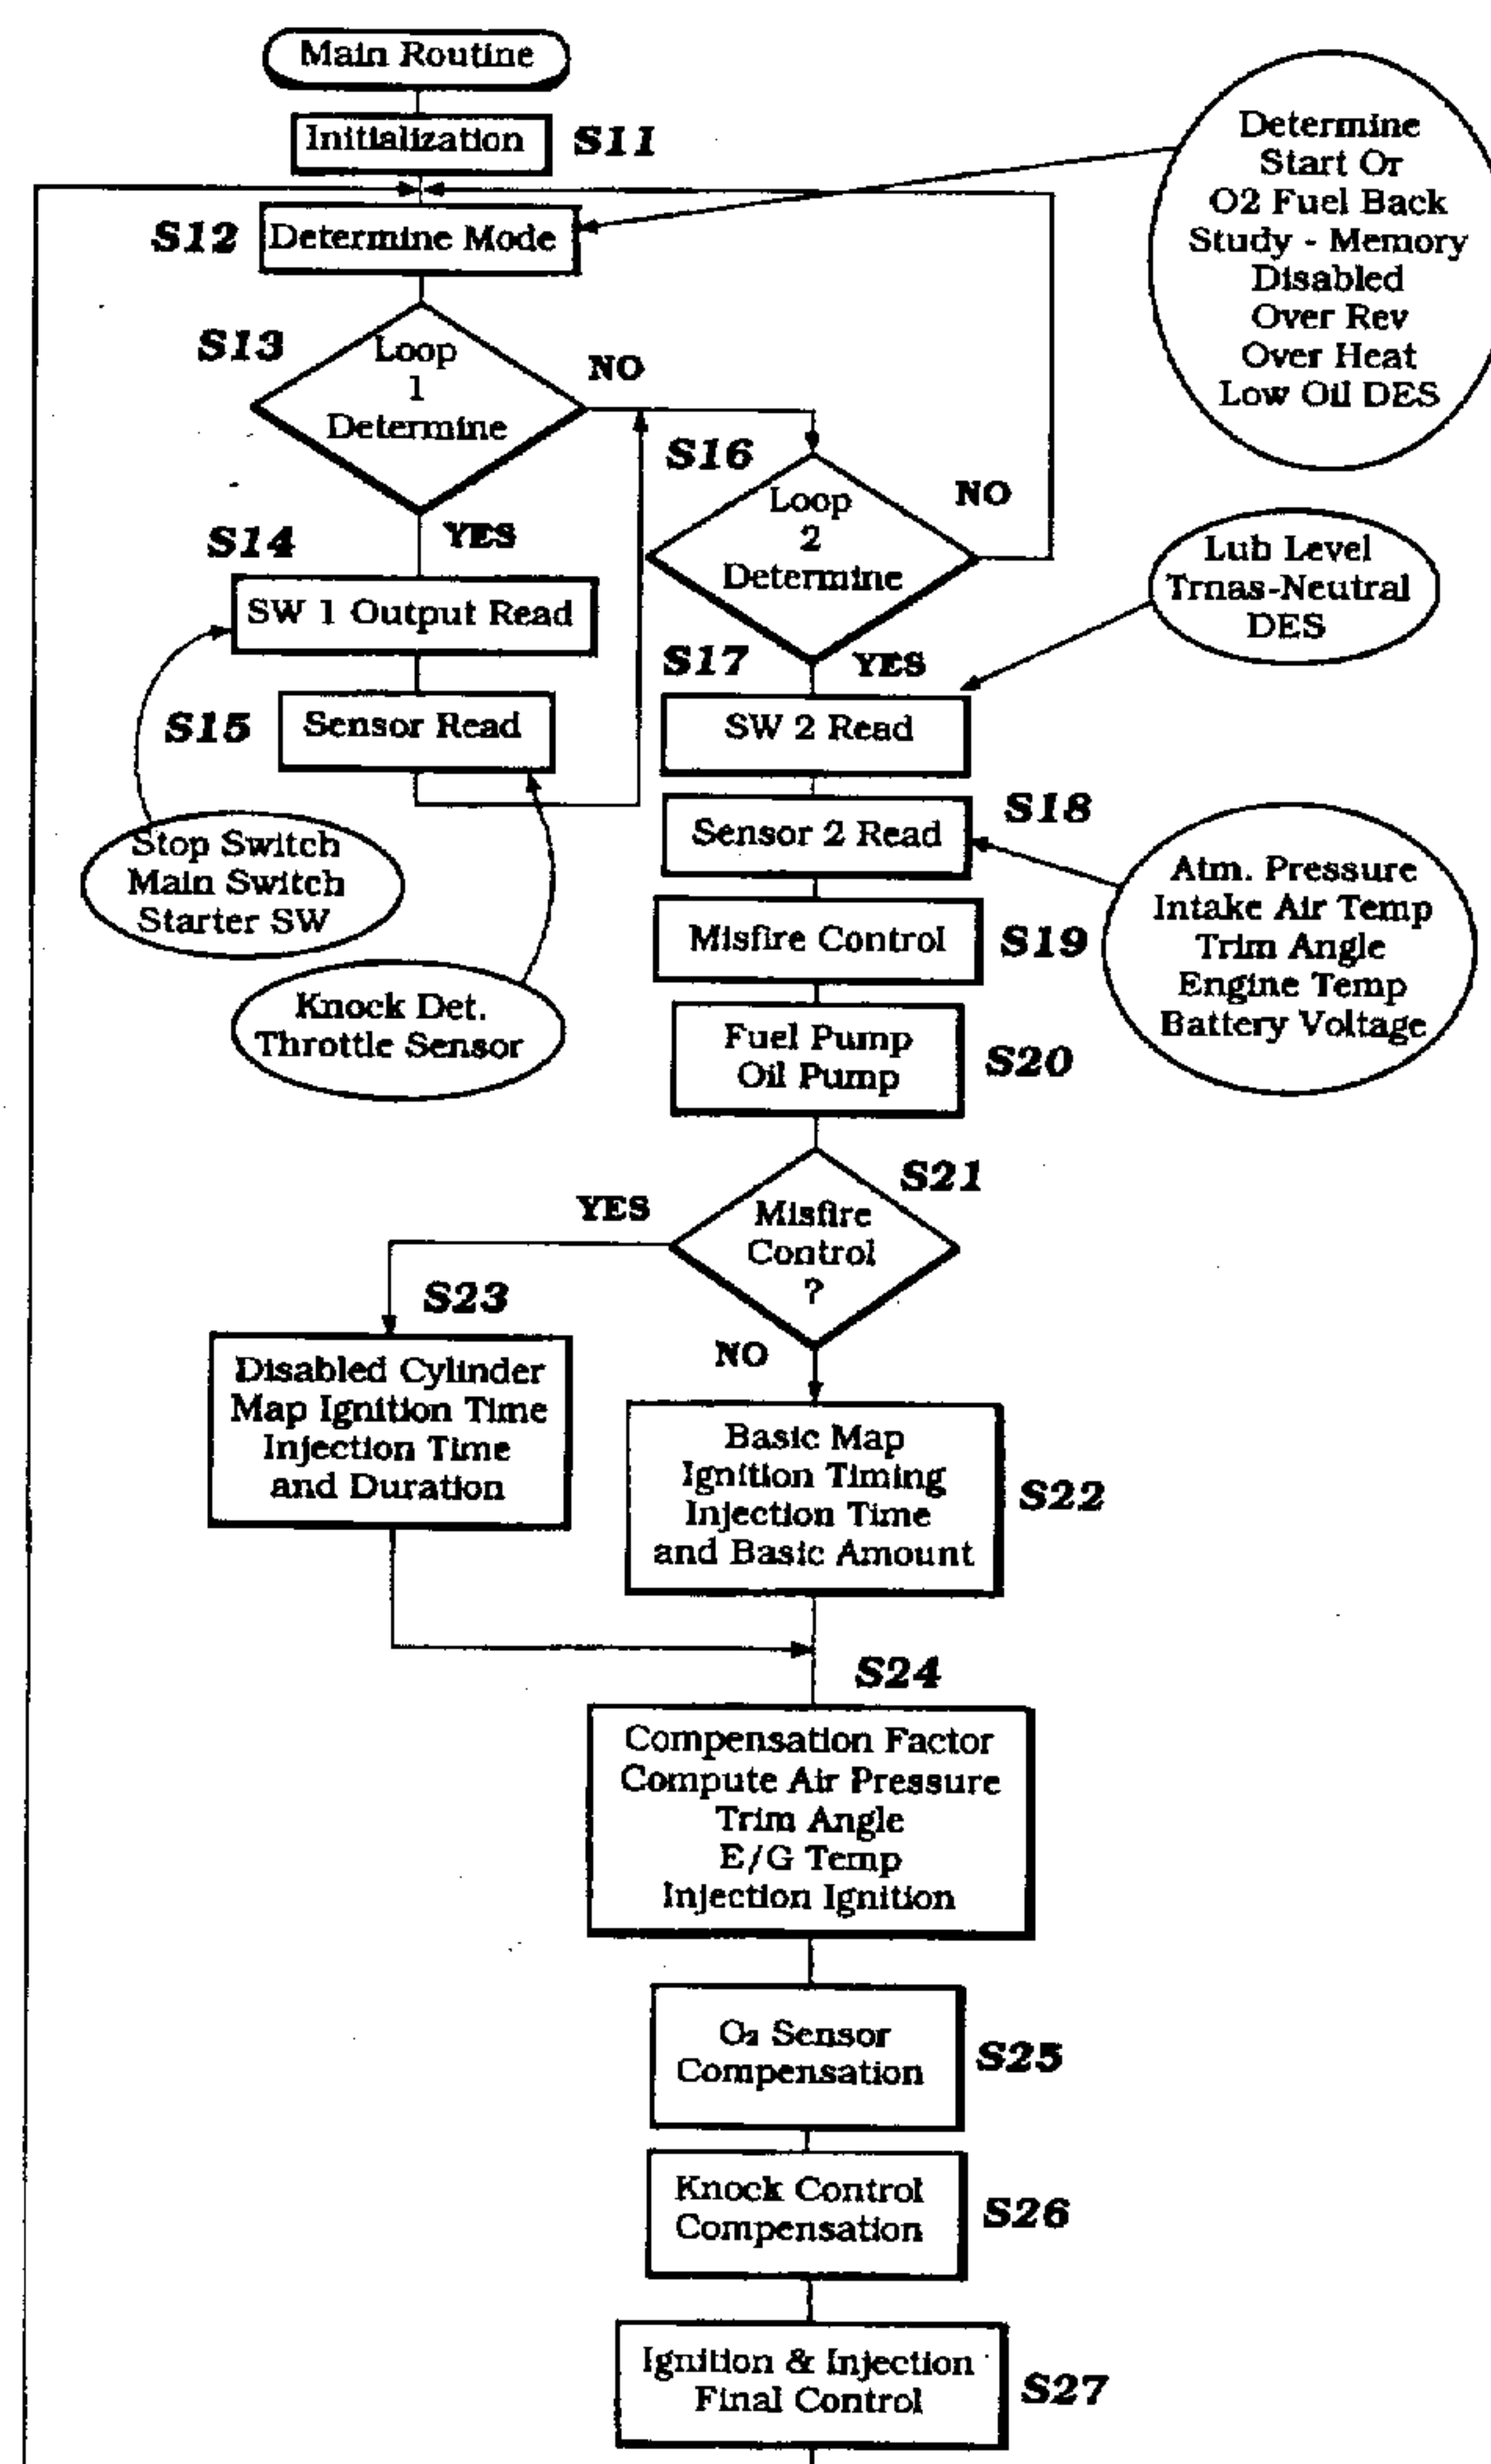 Main Routine
Initialization
S11
Determine
Start Or
O2 Fuel Back
Study - Memory
Disabled
Over Rev
Over Heat
Low Oil DES
S12
Determine Mode
S13
Loop
1
Determine
NO
YES
S14
SW 1 Output Read
S15
Sensor Read
Stop Switch
Main Switch
Starter SW
Knock Det.
Throttle Sensor
S16
Loop
2
Determine
NO
YES
Lub Level
Trnas-Neutral
DES
S17
SW 2 Read
S18
Sensor 2 Read
Atm. Pressure
Intake Air Temp
Trim Angle
Engine Temp
Battery Voltage
Misfire Control
S19
Fuel Pump
Oil Pump
S20
S21
Misfire
Control
?
YES
NO
S23
Disabled Cylinder
Map Ignition Time
Injection Time
and Duration
Basic Map
Ignition Timing
Injection Time
and Basic Amount
S22
S24
Compensation Factor
Compute Air Pressure
Trim Angle
E/G Temp
Injection Ignition
O₂ Sensor
Compensation
S25
Knock Control
Compensation
S26
Ignition & Injection
Final Control
S27